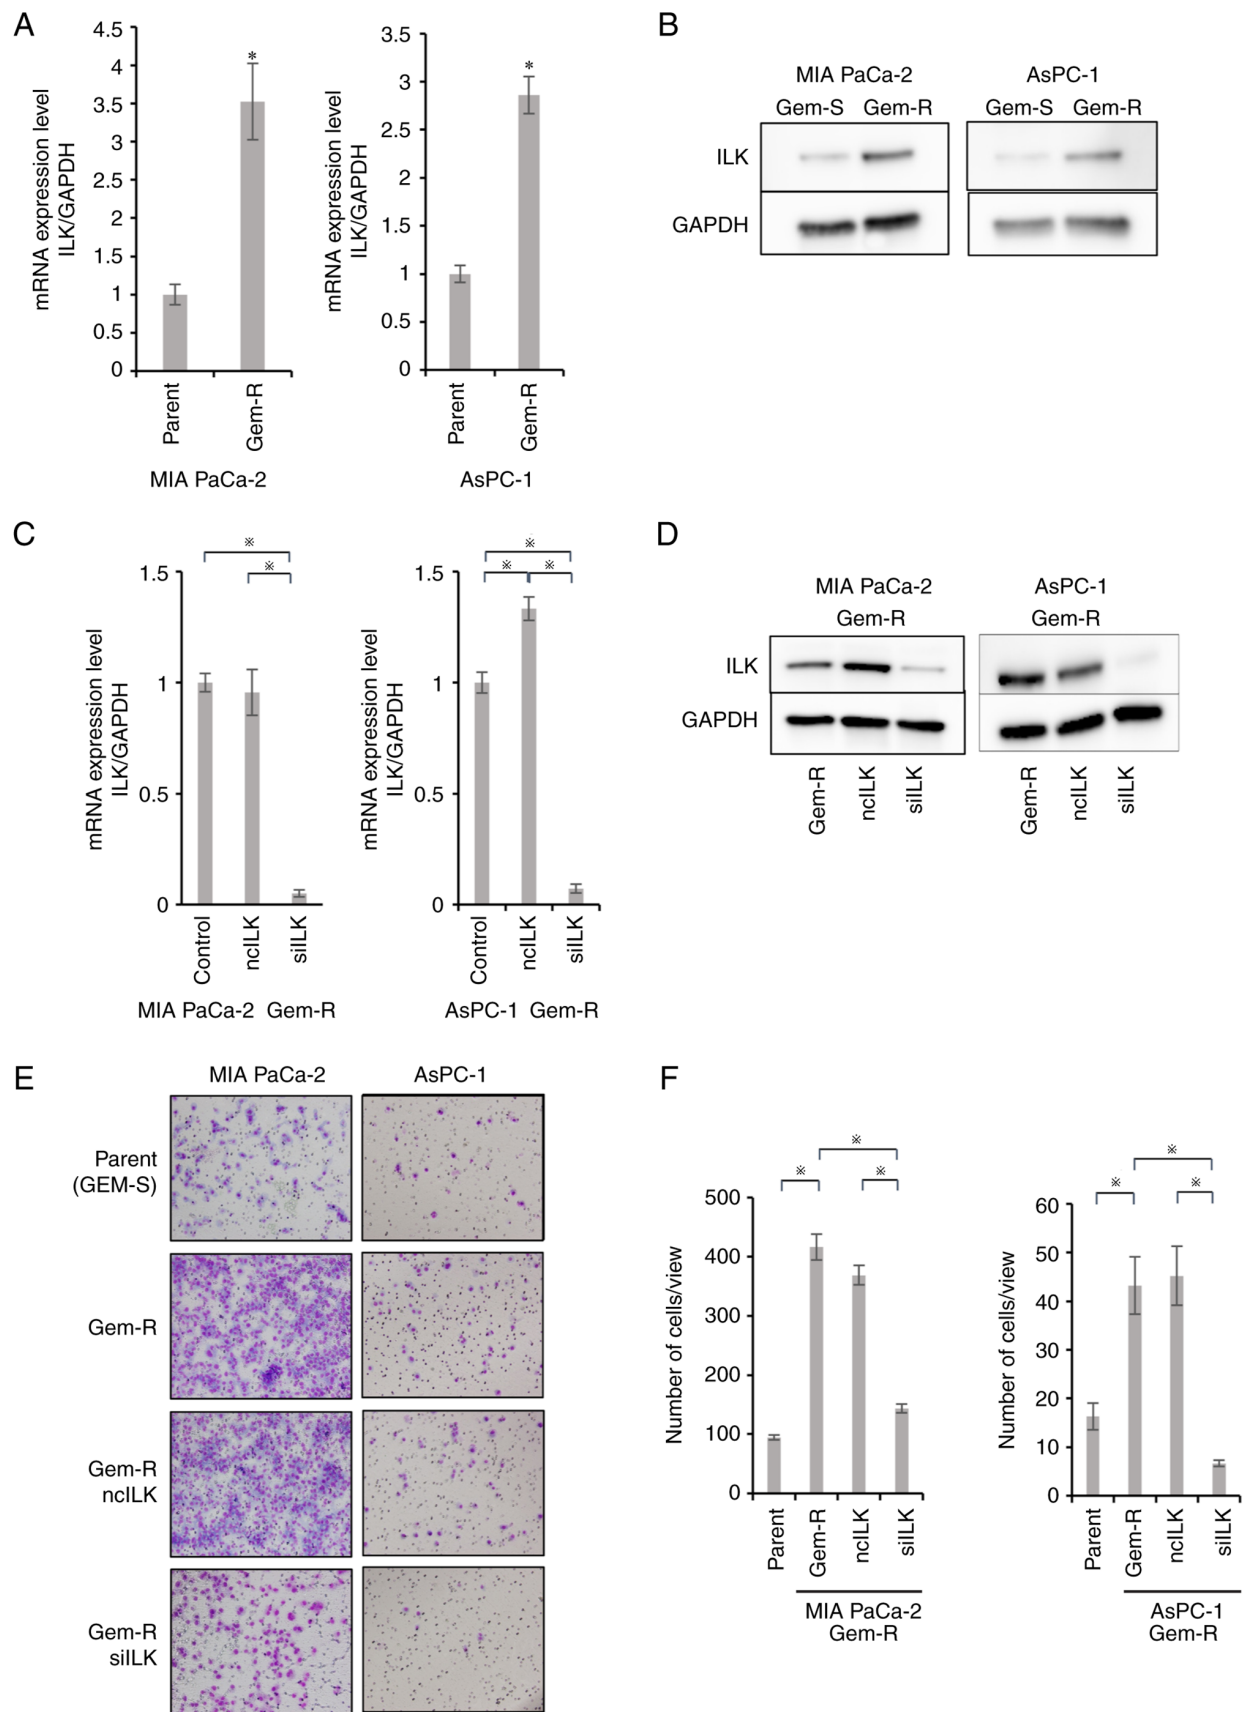 A
mRNA expression level
ILK/GAPDH
4.5
4
3.5
3
2.5
2
1.5
1
0.5
0
*
Parent
Gem-R
MIA PaCa-2
mRNA expression level
ILK/GAPDH
3.5
3
2.5
2
1.5
1
0.5
0
*
Parent
Gem-R
AsPC-1
B
MIA PaCa-2
AsPC-1
Gem-S Gem-R
Gem-S Gem-R
ILK
GAPDH
C
mRNA expression level
ILK/GAPDH
1.5
1
0.5
0
※
※
Control
ncILK
siILK
MIA PaCa-2 Gem-R
mRNA expression level
ILK/GAPDH
1.5
1
0.5
0
※
※ ※
Control
ncILK
siILK
AsPC-1 Gem-R
D
MIA PaCa-2
Gem-R
AsPC-1
Gem-R
ILK
GAPDH
Gem-R
ncILK
siILK
Gem-R
ncILK
siILK
E
MIA PaCa-2
AsPC-1
Parent
(GEM-S)
Gem-R
Gem-R
ncILK
Gem-R
siILK
F
Number of cells/view
500
400
300
200
100
0
※
※ ※
Parent
Gem-R
ncILK
siILK
MIA PaCa-2
Gem-R
Number of cells/view
60
50
40
30
20
10
0
※
※ ※
Parent
Gem-R
ncILK
siILK
AsPC-1
Gem-R